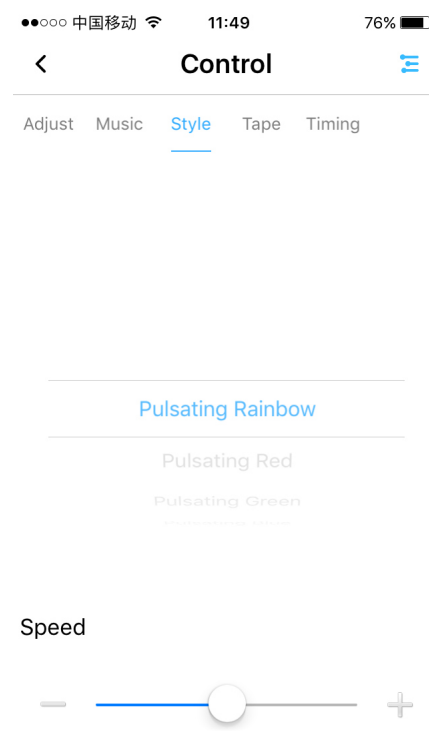 中国移动 11:49 76%
Control
Adjust Music Style Tape Timing
Pulsating Rainbow
Pulsating Red
Pulsating Green
Speed